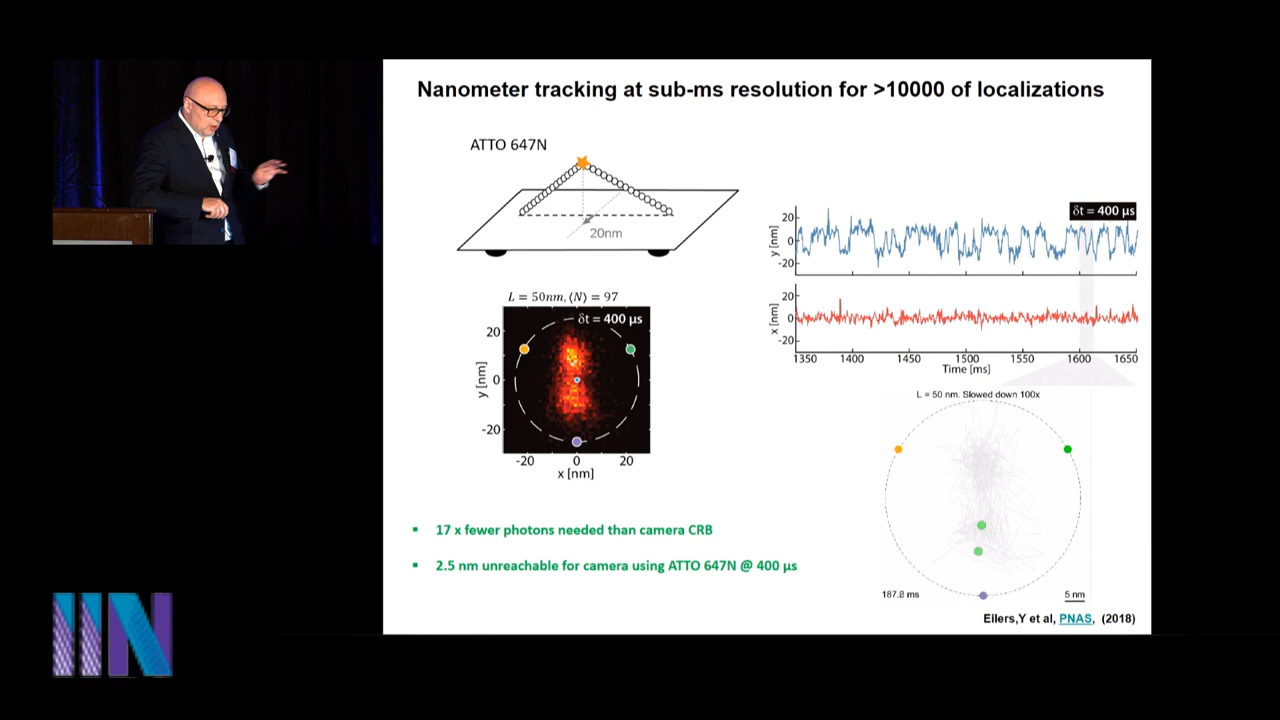 Nanometer tracking at sub-ms resolution for >10000 of localizations
ATTO 647N
20nm
L = 50nm, ⟨N⟩ = 97
δt = 400 µs
20
0
-20
y [nm]
-20 0 20
x [nm]
δt = 400 µs
20
0
-20
y [nm]
20
0
-20
x [nm]
1350 1400 1450 1500 1550 1600 1650
Time [ms]
L = 50 nm. Slowed down 100x
187.2 ms
5 nm
▪ 17 x fewer photons needed than camera CRB
▪ 2.5 nm unreachable for camera using ATTO 647N @ 400 µs
Eilers,Y et al, PNAS, (2018)
IIN